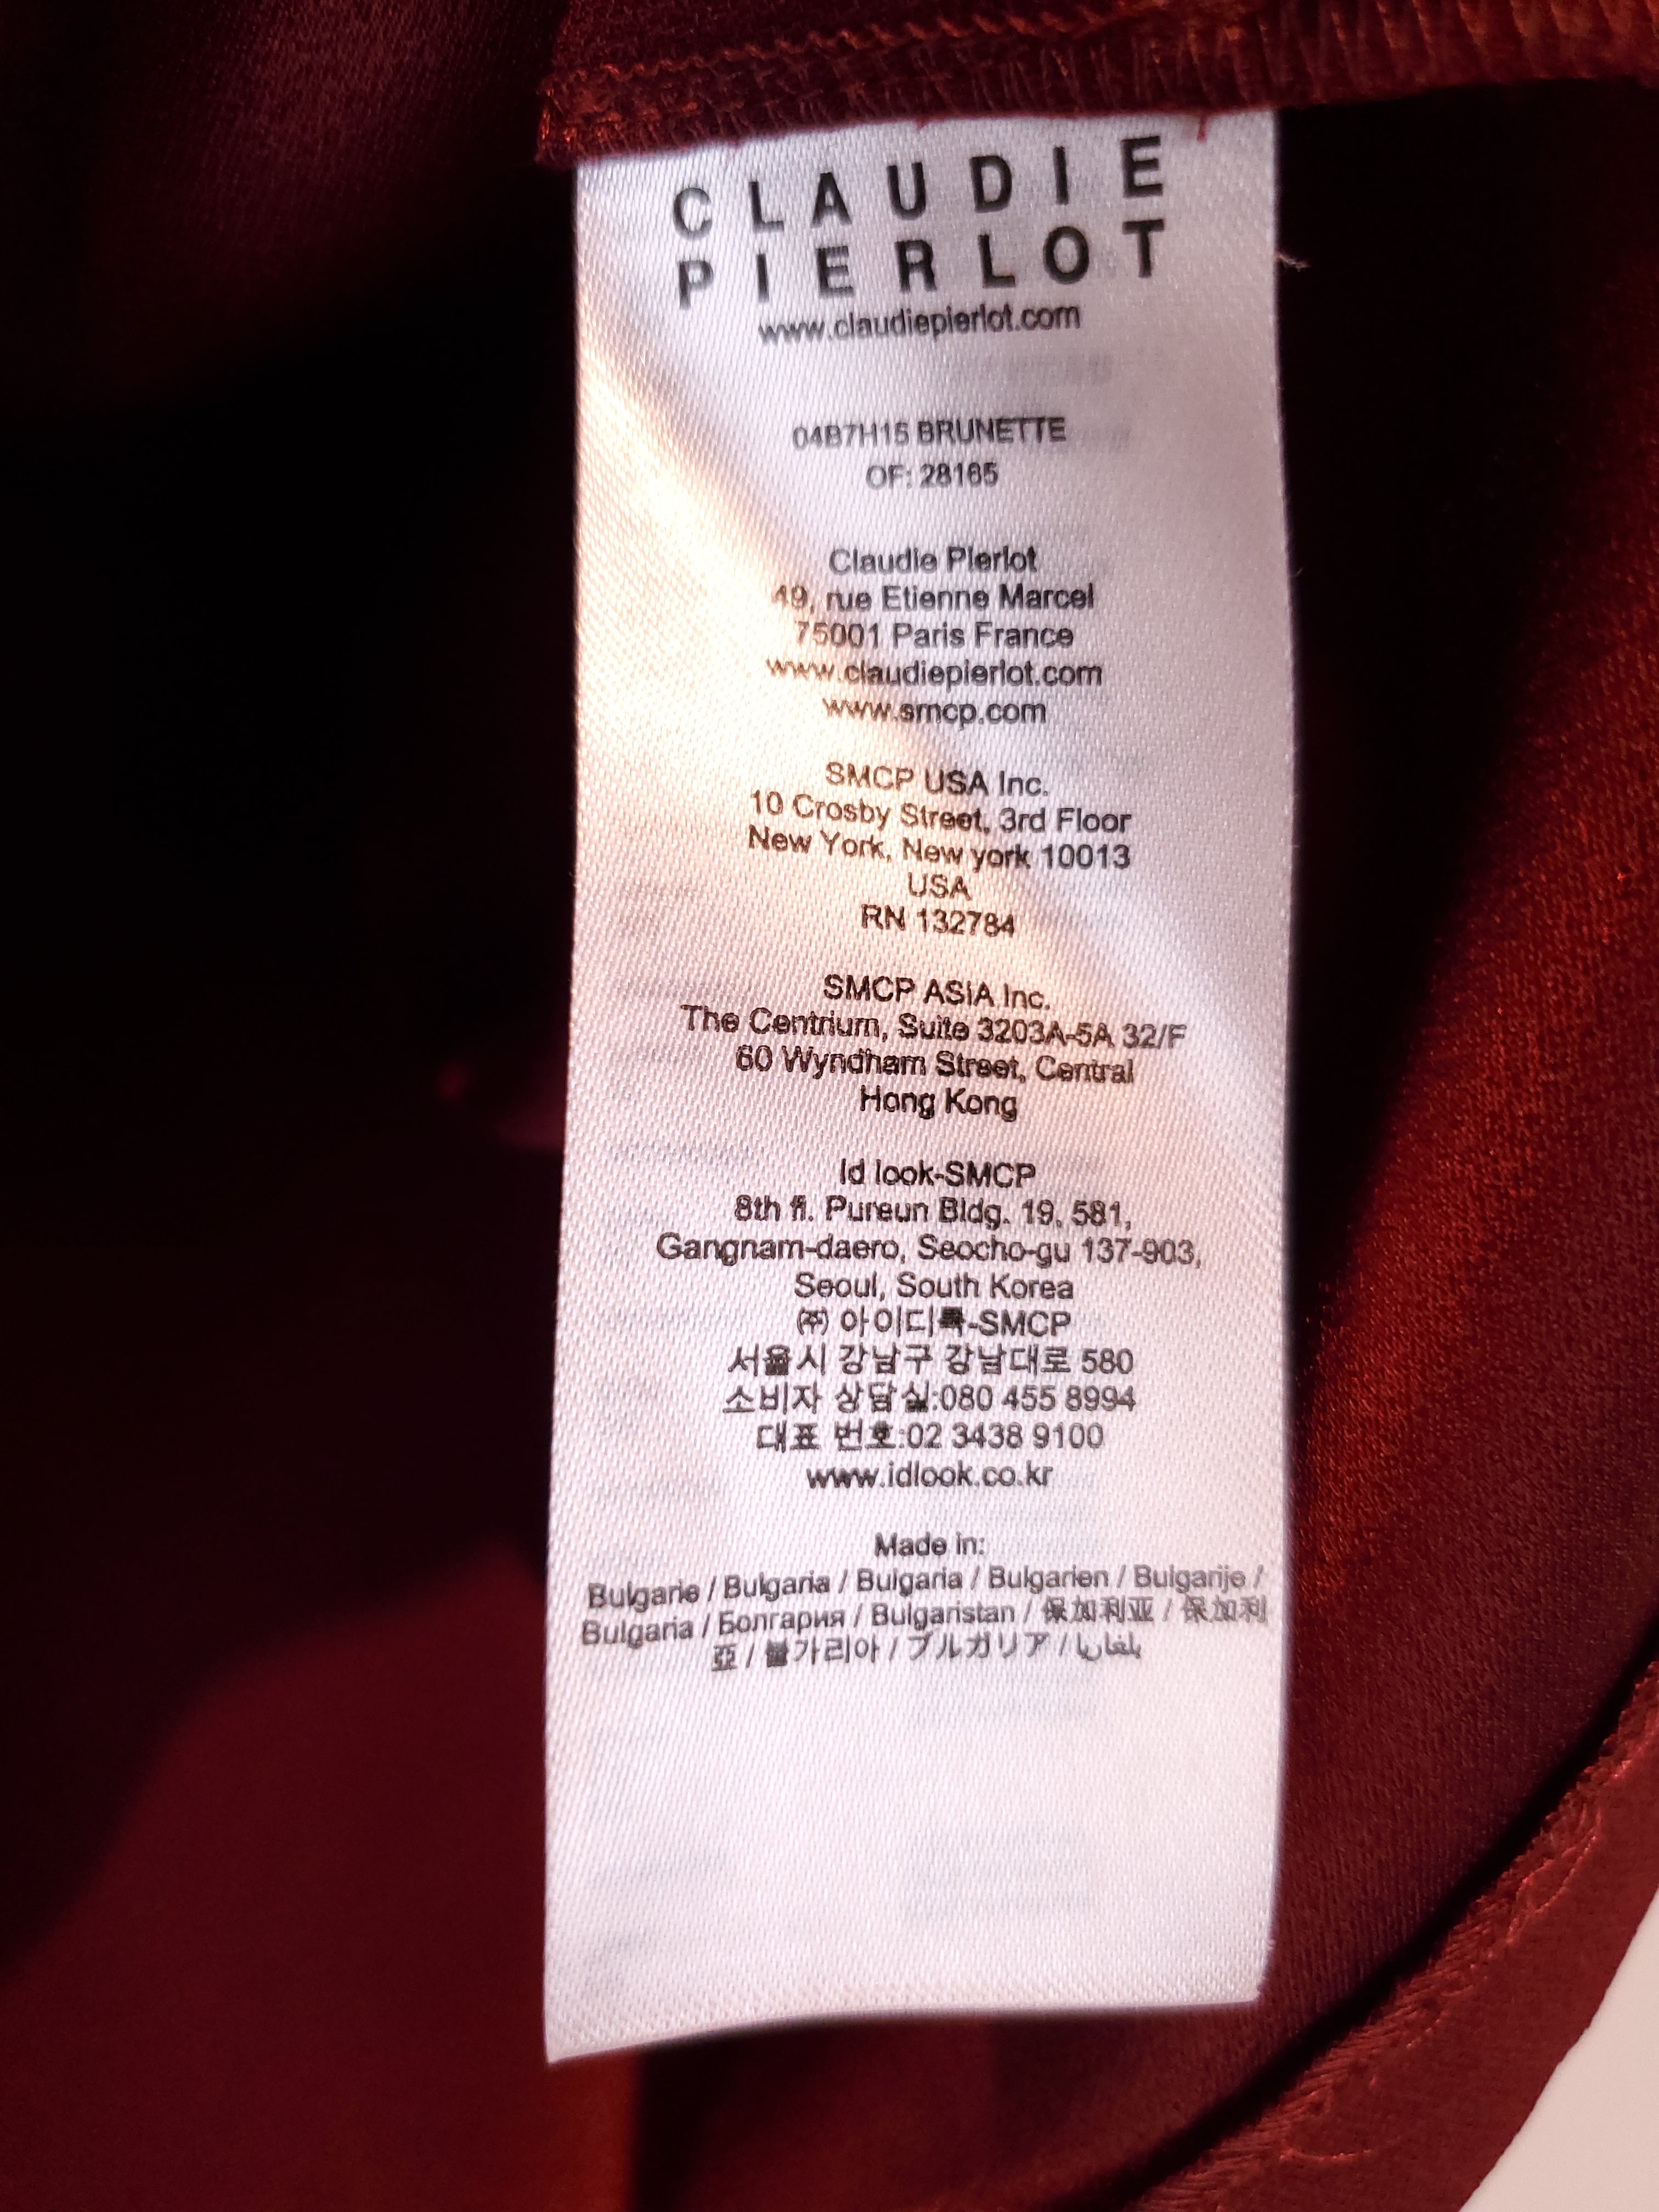 CLAUDIE
PIERLOT
www.claudiepierlot.com
04B7H15 BRUNETTE
OF: 28165
Claudie Pierlot
49, rue Etienne Marcel
75001 Paris France
www.claudiepierlot.com
www.smcp.com
SMCP USA Inc.
10 Crosby Street, 3rd Floor
New York, New york 10013
USA
RN 132784
SMCP ASIA Inc.
The Centrium, Suite 3203A-5A 32/F
60 Wyndham Street, Central
Hong Kong
Id look-SMCP
8th fl. Pureun Bldg. 19, 581,
Gangnam-daero, Seocho-gu 137-903,
Seoul, South Korea
㈜ 아이디룩-SMCP
서울시 강남구 강남대로 580
소비자 상담실:080 455 8994
대표 번호:02 3438 9100
www.idlook.co.kr
Made in:
Bulgarie / Bulgaria / Bulgaria / Bulgarien / Bulgarije /
Bulgaria / Болгария / Bulgaristan / 保加利亚 / 保加利
亞 / 불가리아 / ブルガリア / بلغاريا